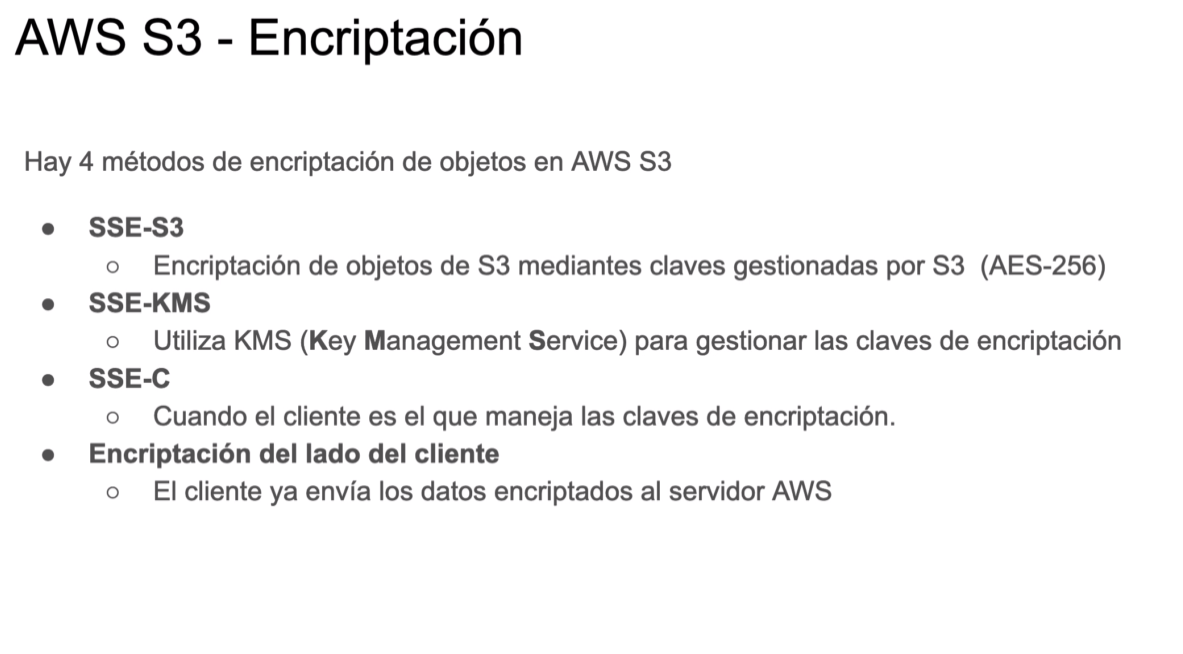 AWS S3 - Encriptación
Hay 4 métodos de encriptación de objetos en AWS S3
● SSE-S3
○ Encriptación de objetos de S3 mediantes claves gestionadas por S3  (AES-256)
● SSE-KMS
○ Utiliza KMS (Key Management Service) para gestionar las claves de encriptación
● SSE-C
○ Cuando el cliente es el que maneja las claves de encriptación.
● Encriptación del lado del cliente
○ El cliente ya envía los datos encriptados al servidor AWS